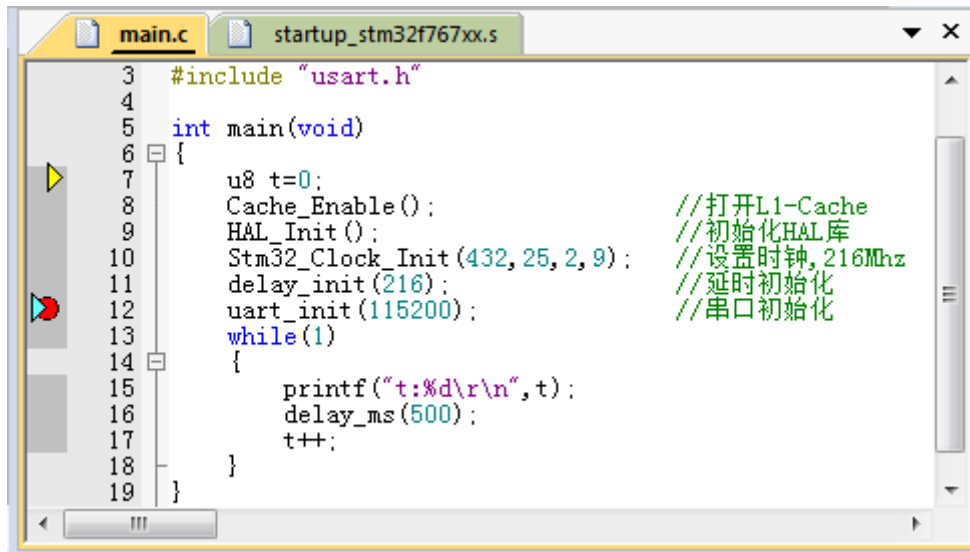 main.c startup_stm32f767xx.s
3 #include "usart.h"
4
5 int main(void)
6 {
7 u8 t=0;
8 Cache_Enable(); //打开L1-Cache
9 HAL_Init(); //初始化HAL库
10 Stm32_Clock_Init(432,25,2,9); //设置时钟,216Mhz
11 delay_init(216); //延时初始化
12 uart_init(115200); //串口初始化
13 while(1)
14 {
15 printf("t:%d\r\n",t);
16 delay_ms(500);
17 t++;
18 }
19 }